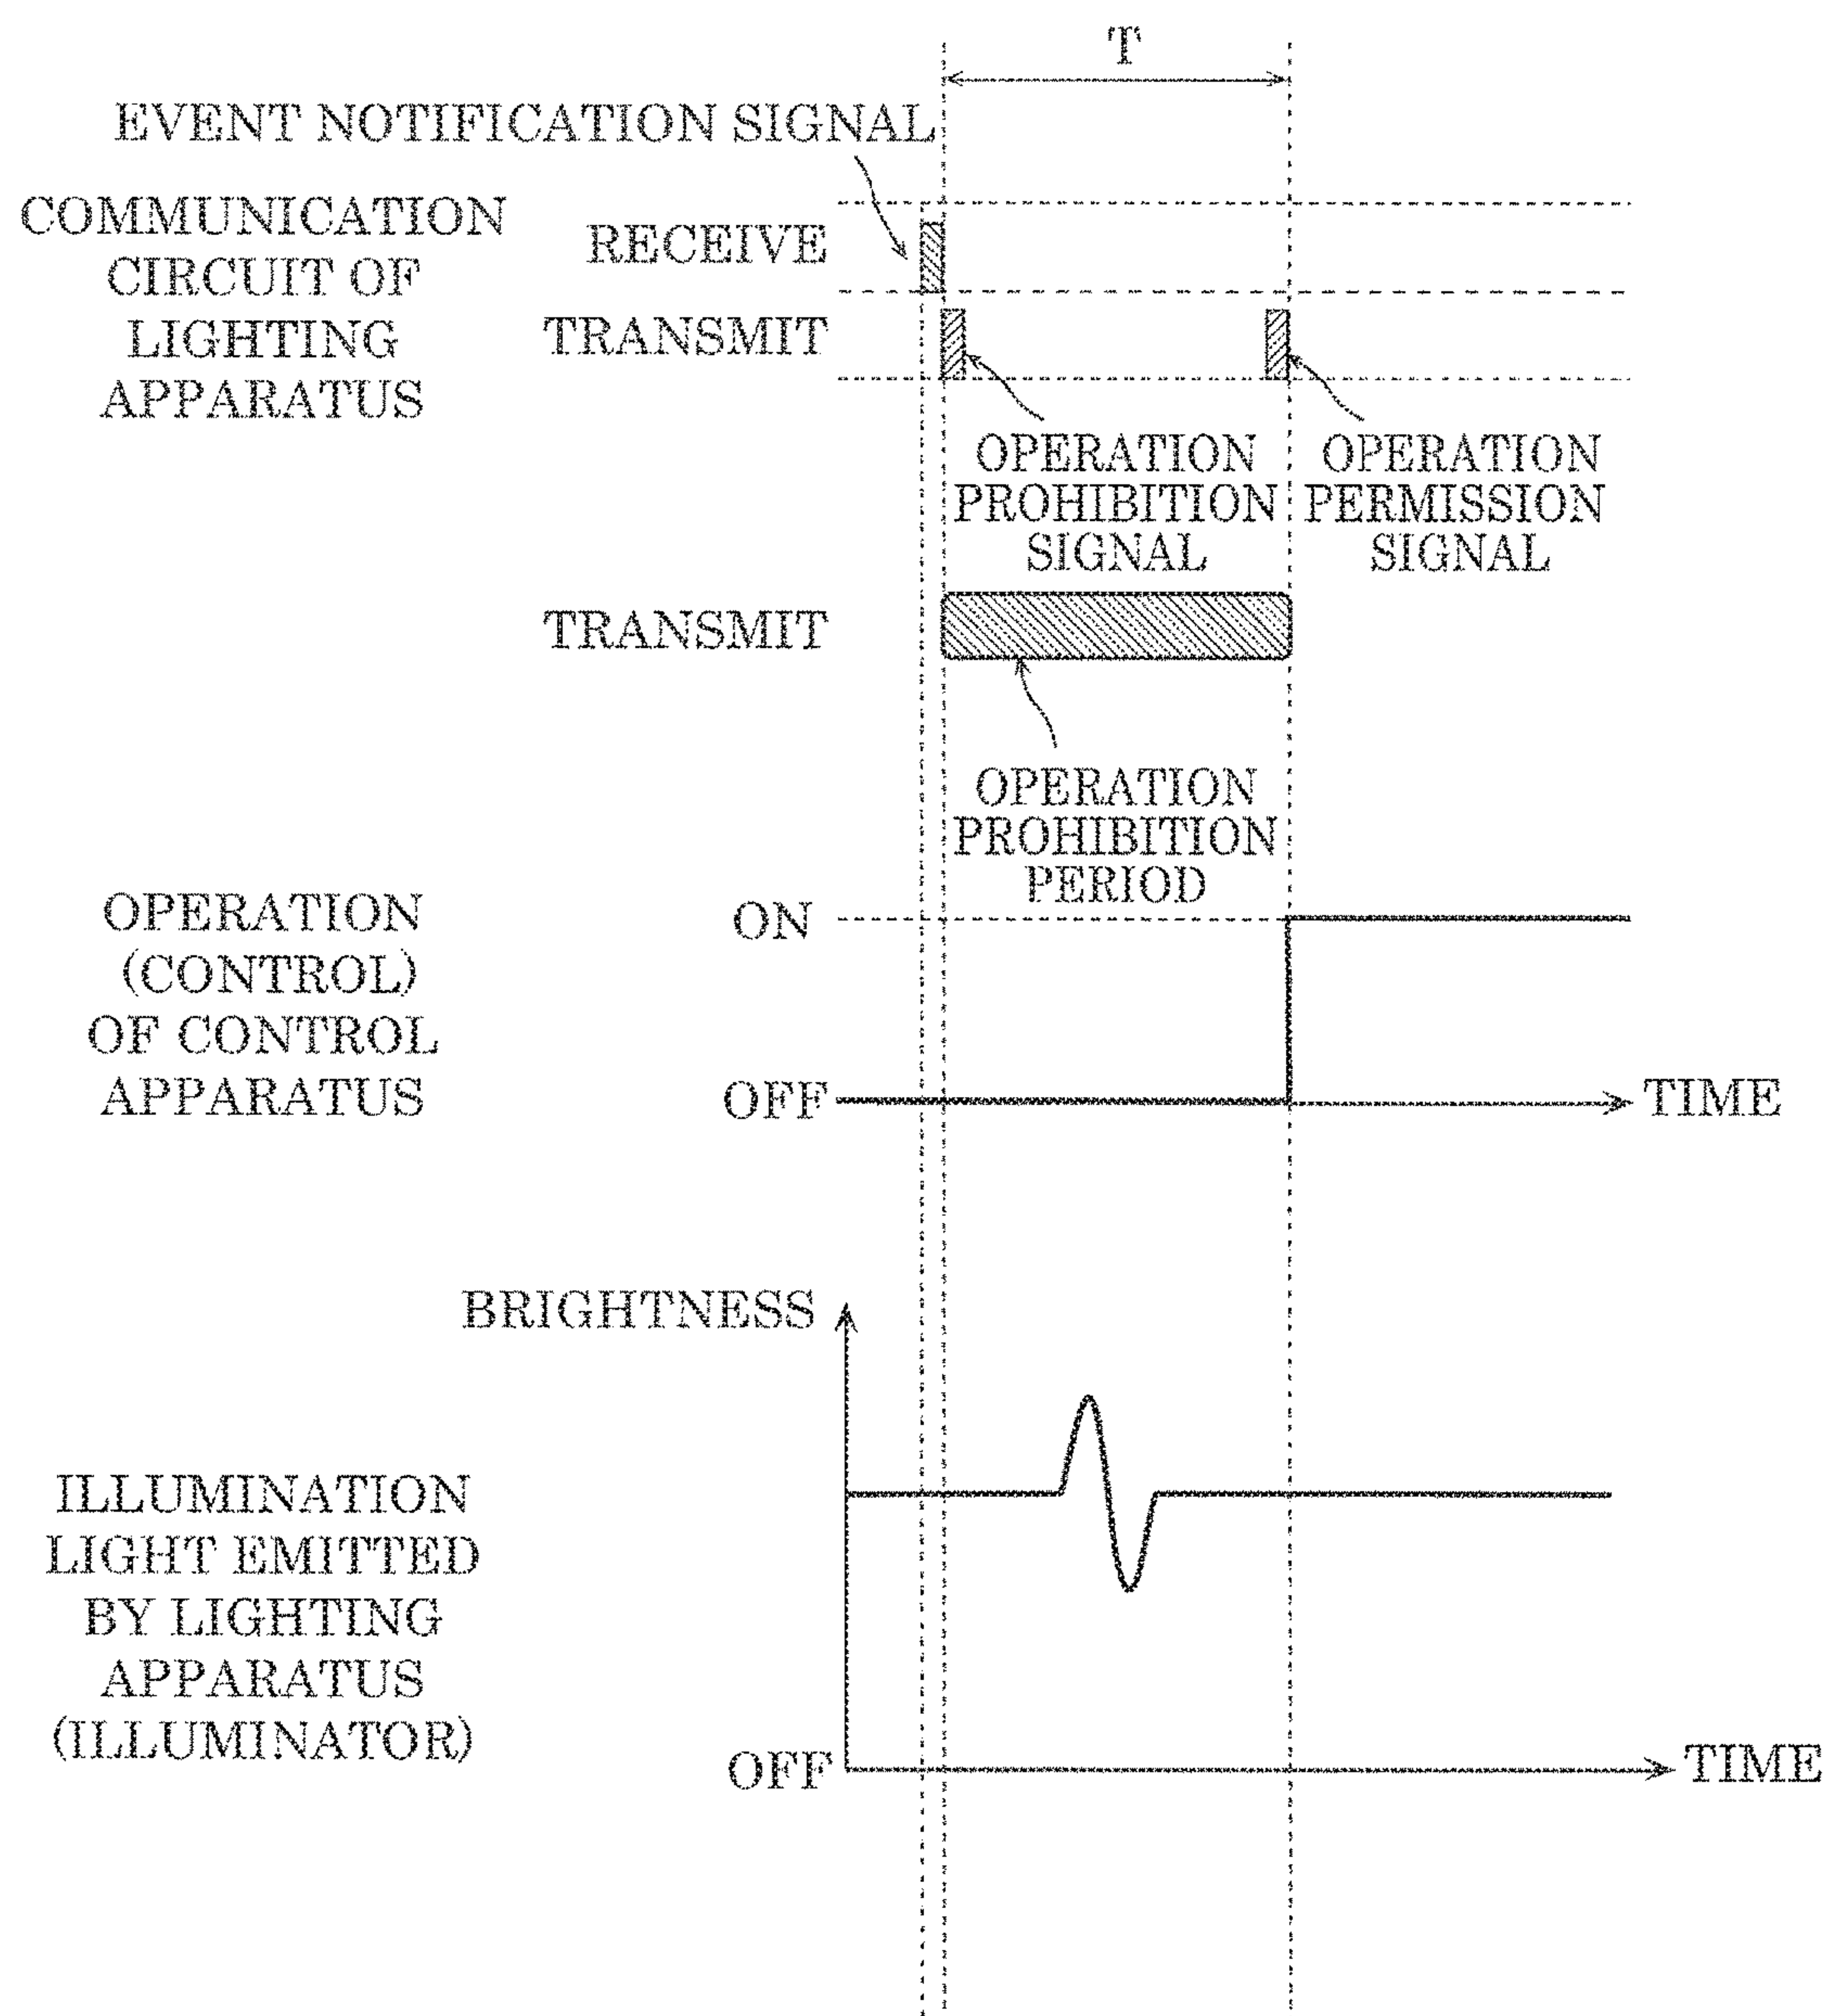 T
EVENT NOTIFICATION SIGNAL
COMMUNICATION
CIRCUIT OF
LIGHTING
APPARATUS
RECEIVE
TRANSMIT
OPERATION
PROHIBITION
SIGNAL
OPERATION
PERMISSION
SIGNAL
TRANSMIT
OPERATION
PROHIBITION
PERIOD
OPERATION
(CONTROL)
OF CONTROL
APPARATUS
ON
OFF
TIME
BRIGHTNESS
ILLUMINATION
LIGHT EMITTED
BY LIGHTING
APPARATUS
(ILLUMINATOR)
OFF
TIME